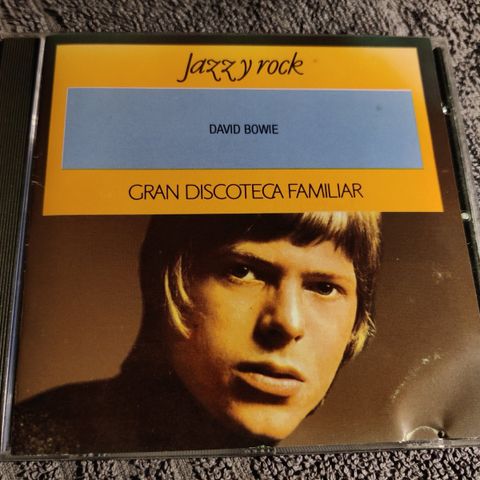 Jazz y rock
DAVID BOWIE
GRAN DISCOTECA FAMILIAR